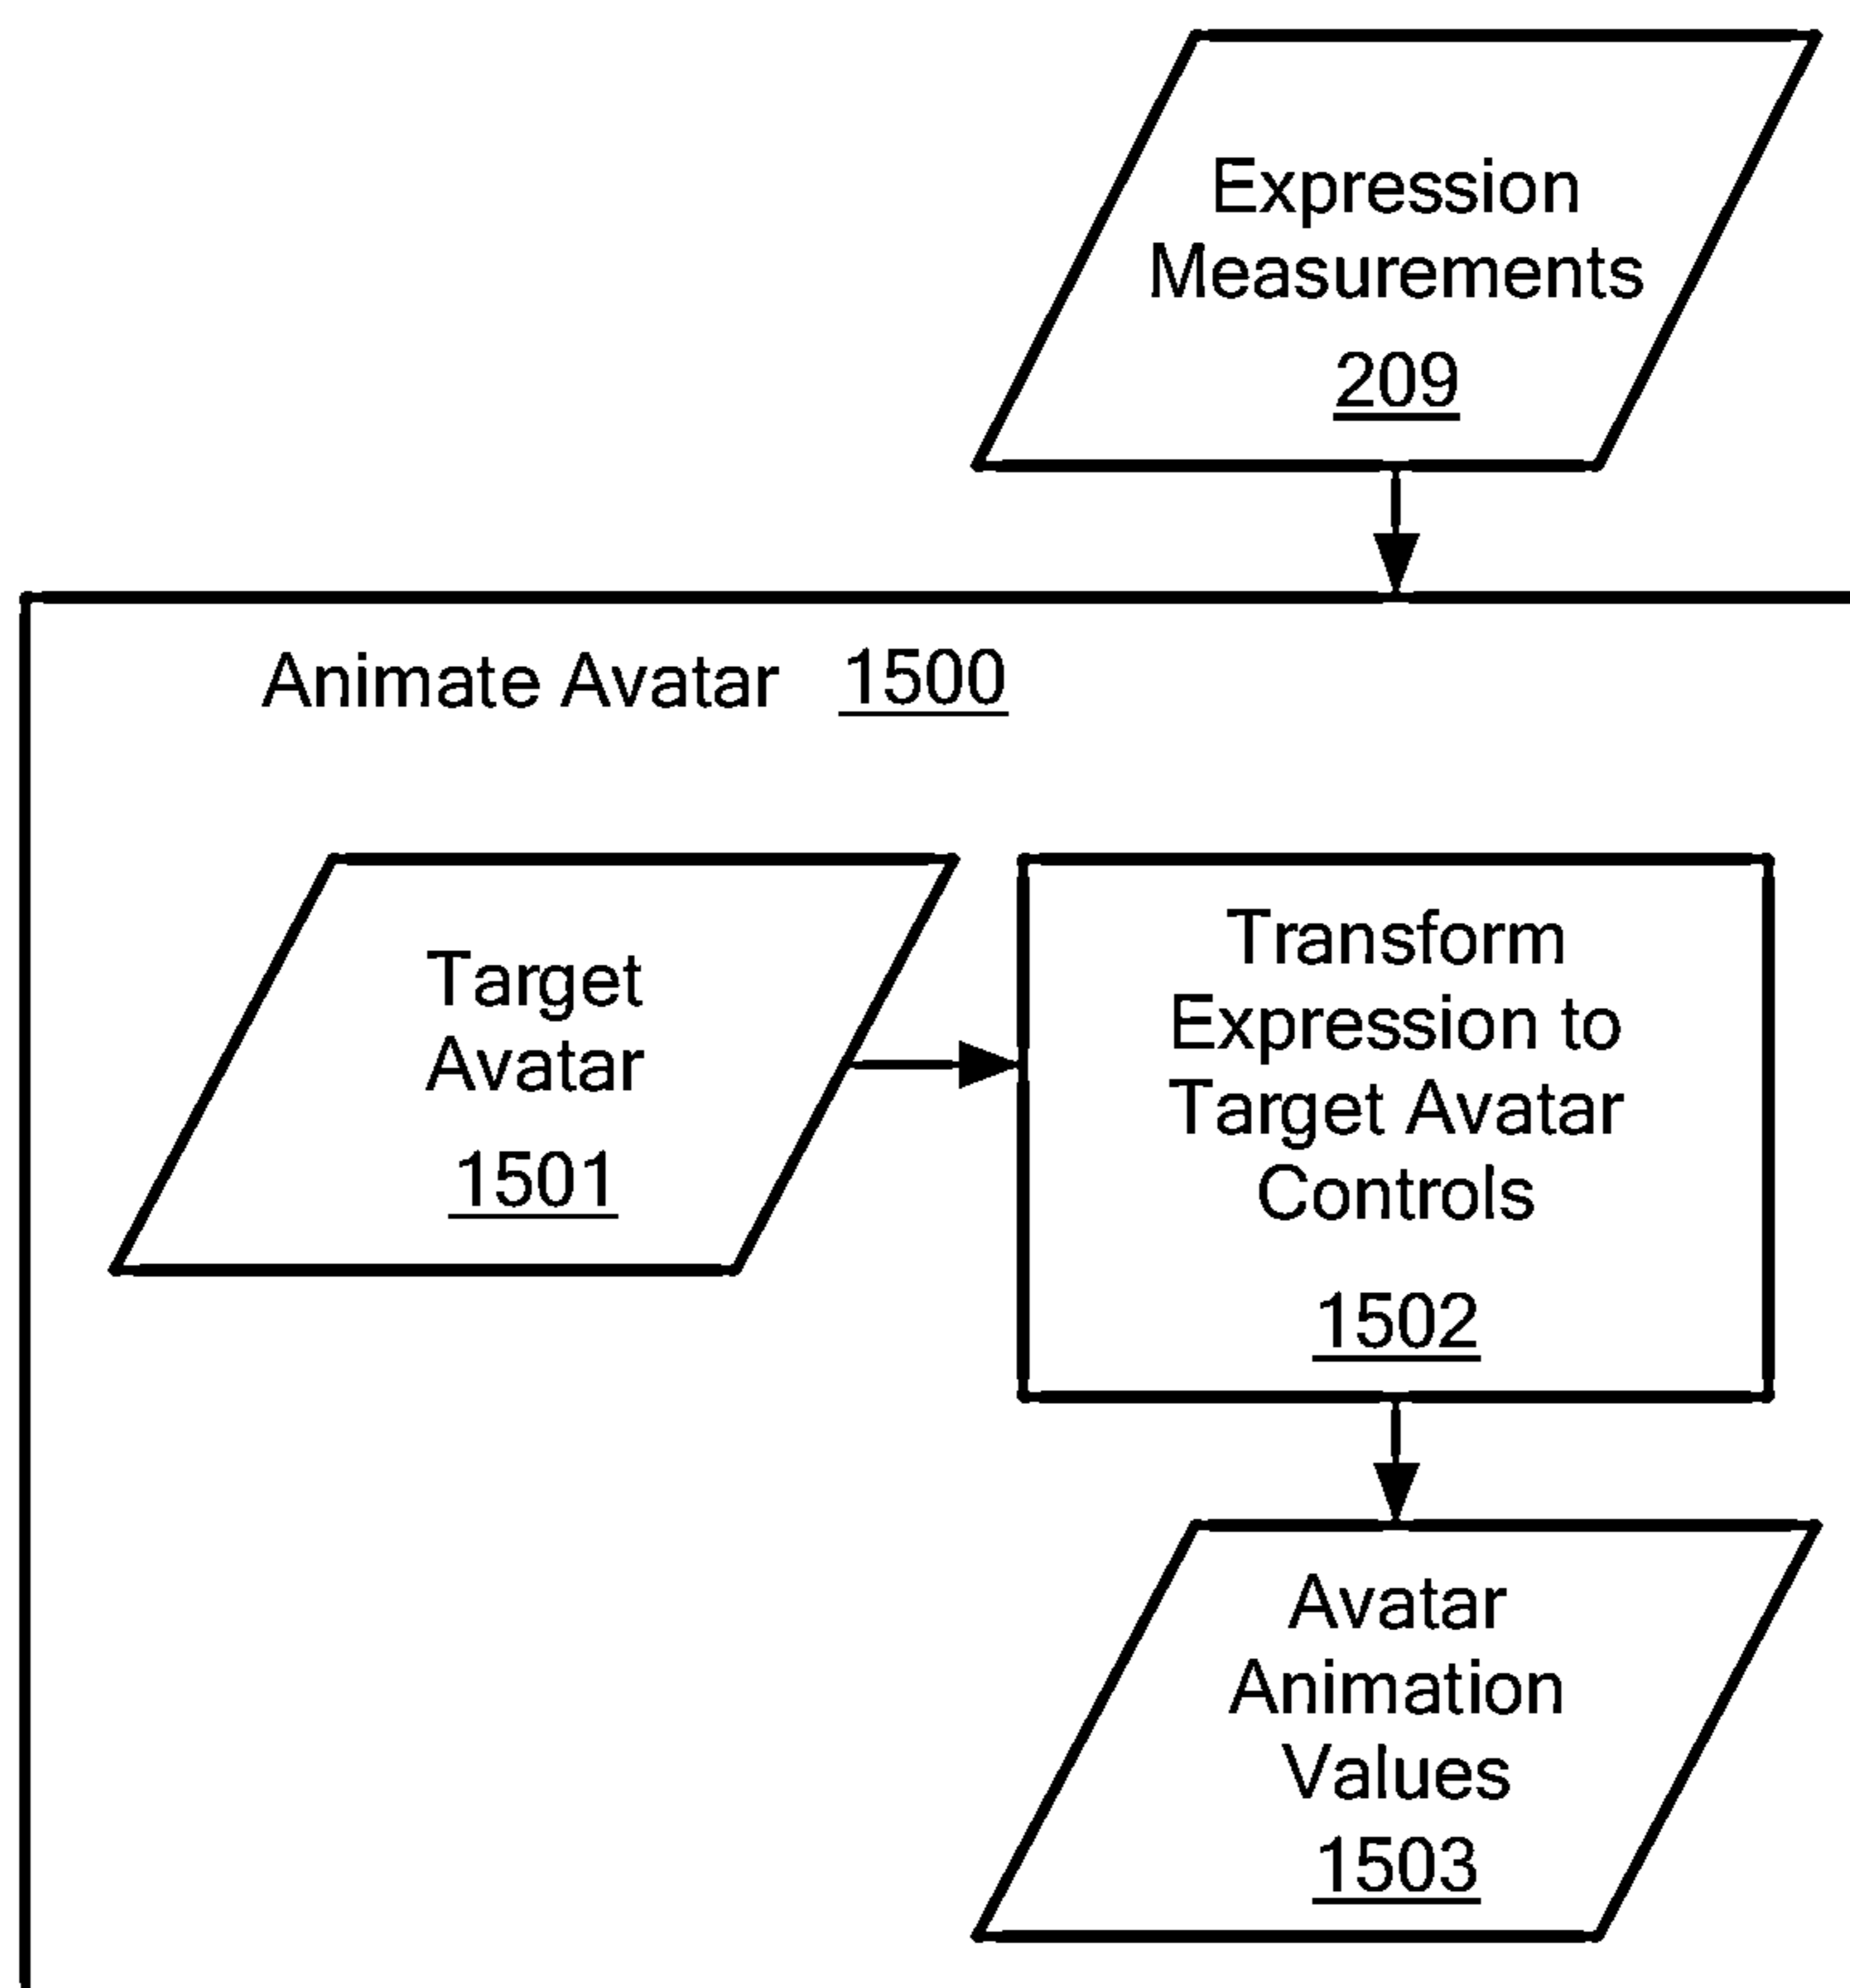 Expression
Measurements
209
Animate Avatar 1500
Target
Avatar
1501
Transform
Expression to
Target Avatar
Controls
1502
Avatar
Animation
Values
1503